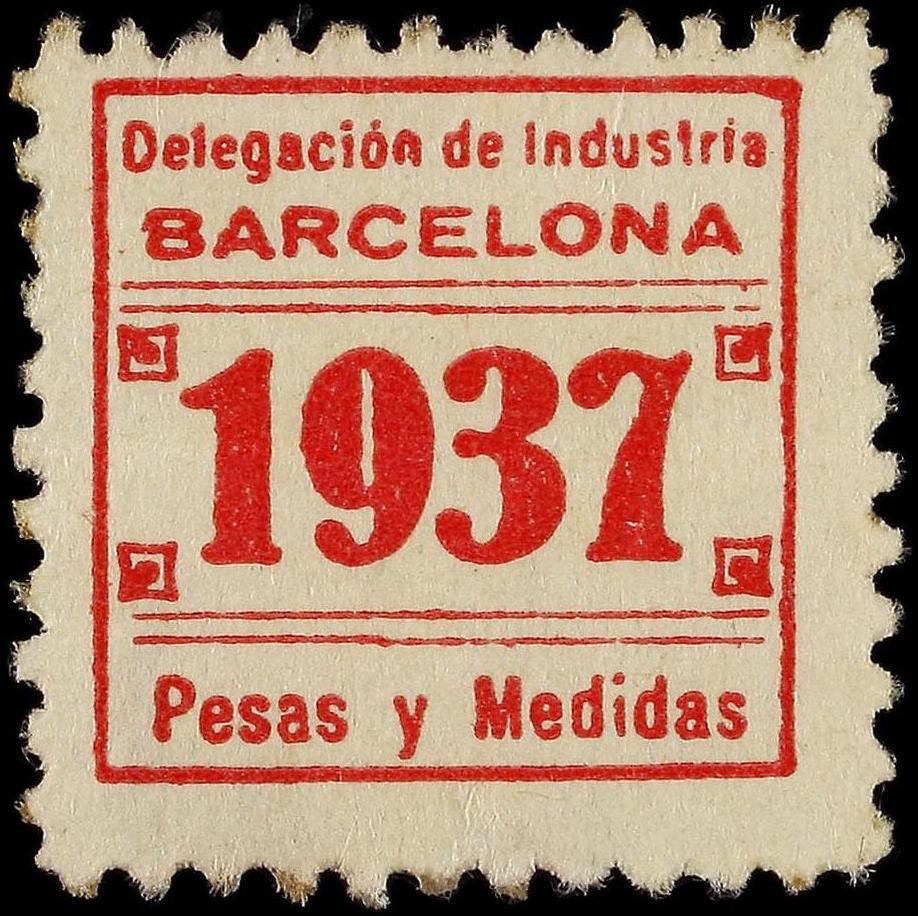 Delegación de Industria
BARCELONA
1937
Pesas y Medidas